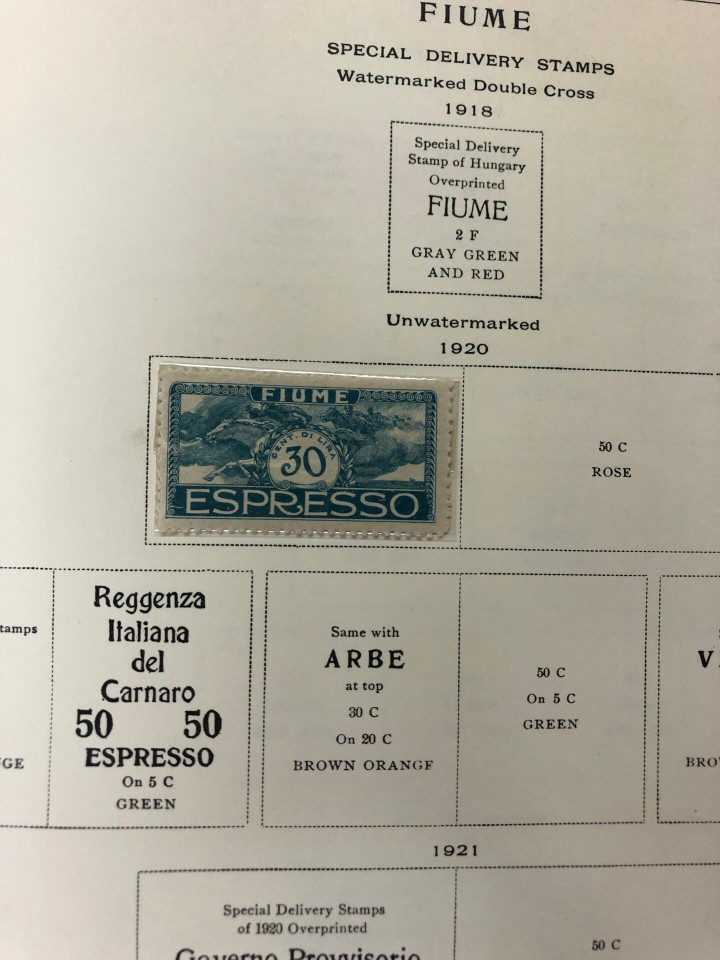 FIUME
SPECIAL DELIVERY STAMPS
Watermarked Double Cross
1918
Special Delivery
Stamp of Hungary
Overprinted
FIUME
2 F
GRAY GREEN
AND RED
Unwatermarked
1920
FIUME
CENT. DI LIRA
30
ESPRESSO
50 C
ROSE
tamps
GE
Reggenza
Italiana
del
Carnaro
50 50
ESPRESSO
On 5 C
GREEN
Same with
ARBE
at top
30 C
On 20 C
BROWN ORANGE
50 C
On 5 C
GREEN
V
BRO
1921
Special Delivery Stamps
of 1920 Overprinted
Governo Provvisorio
50 C